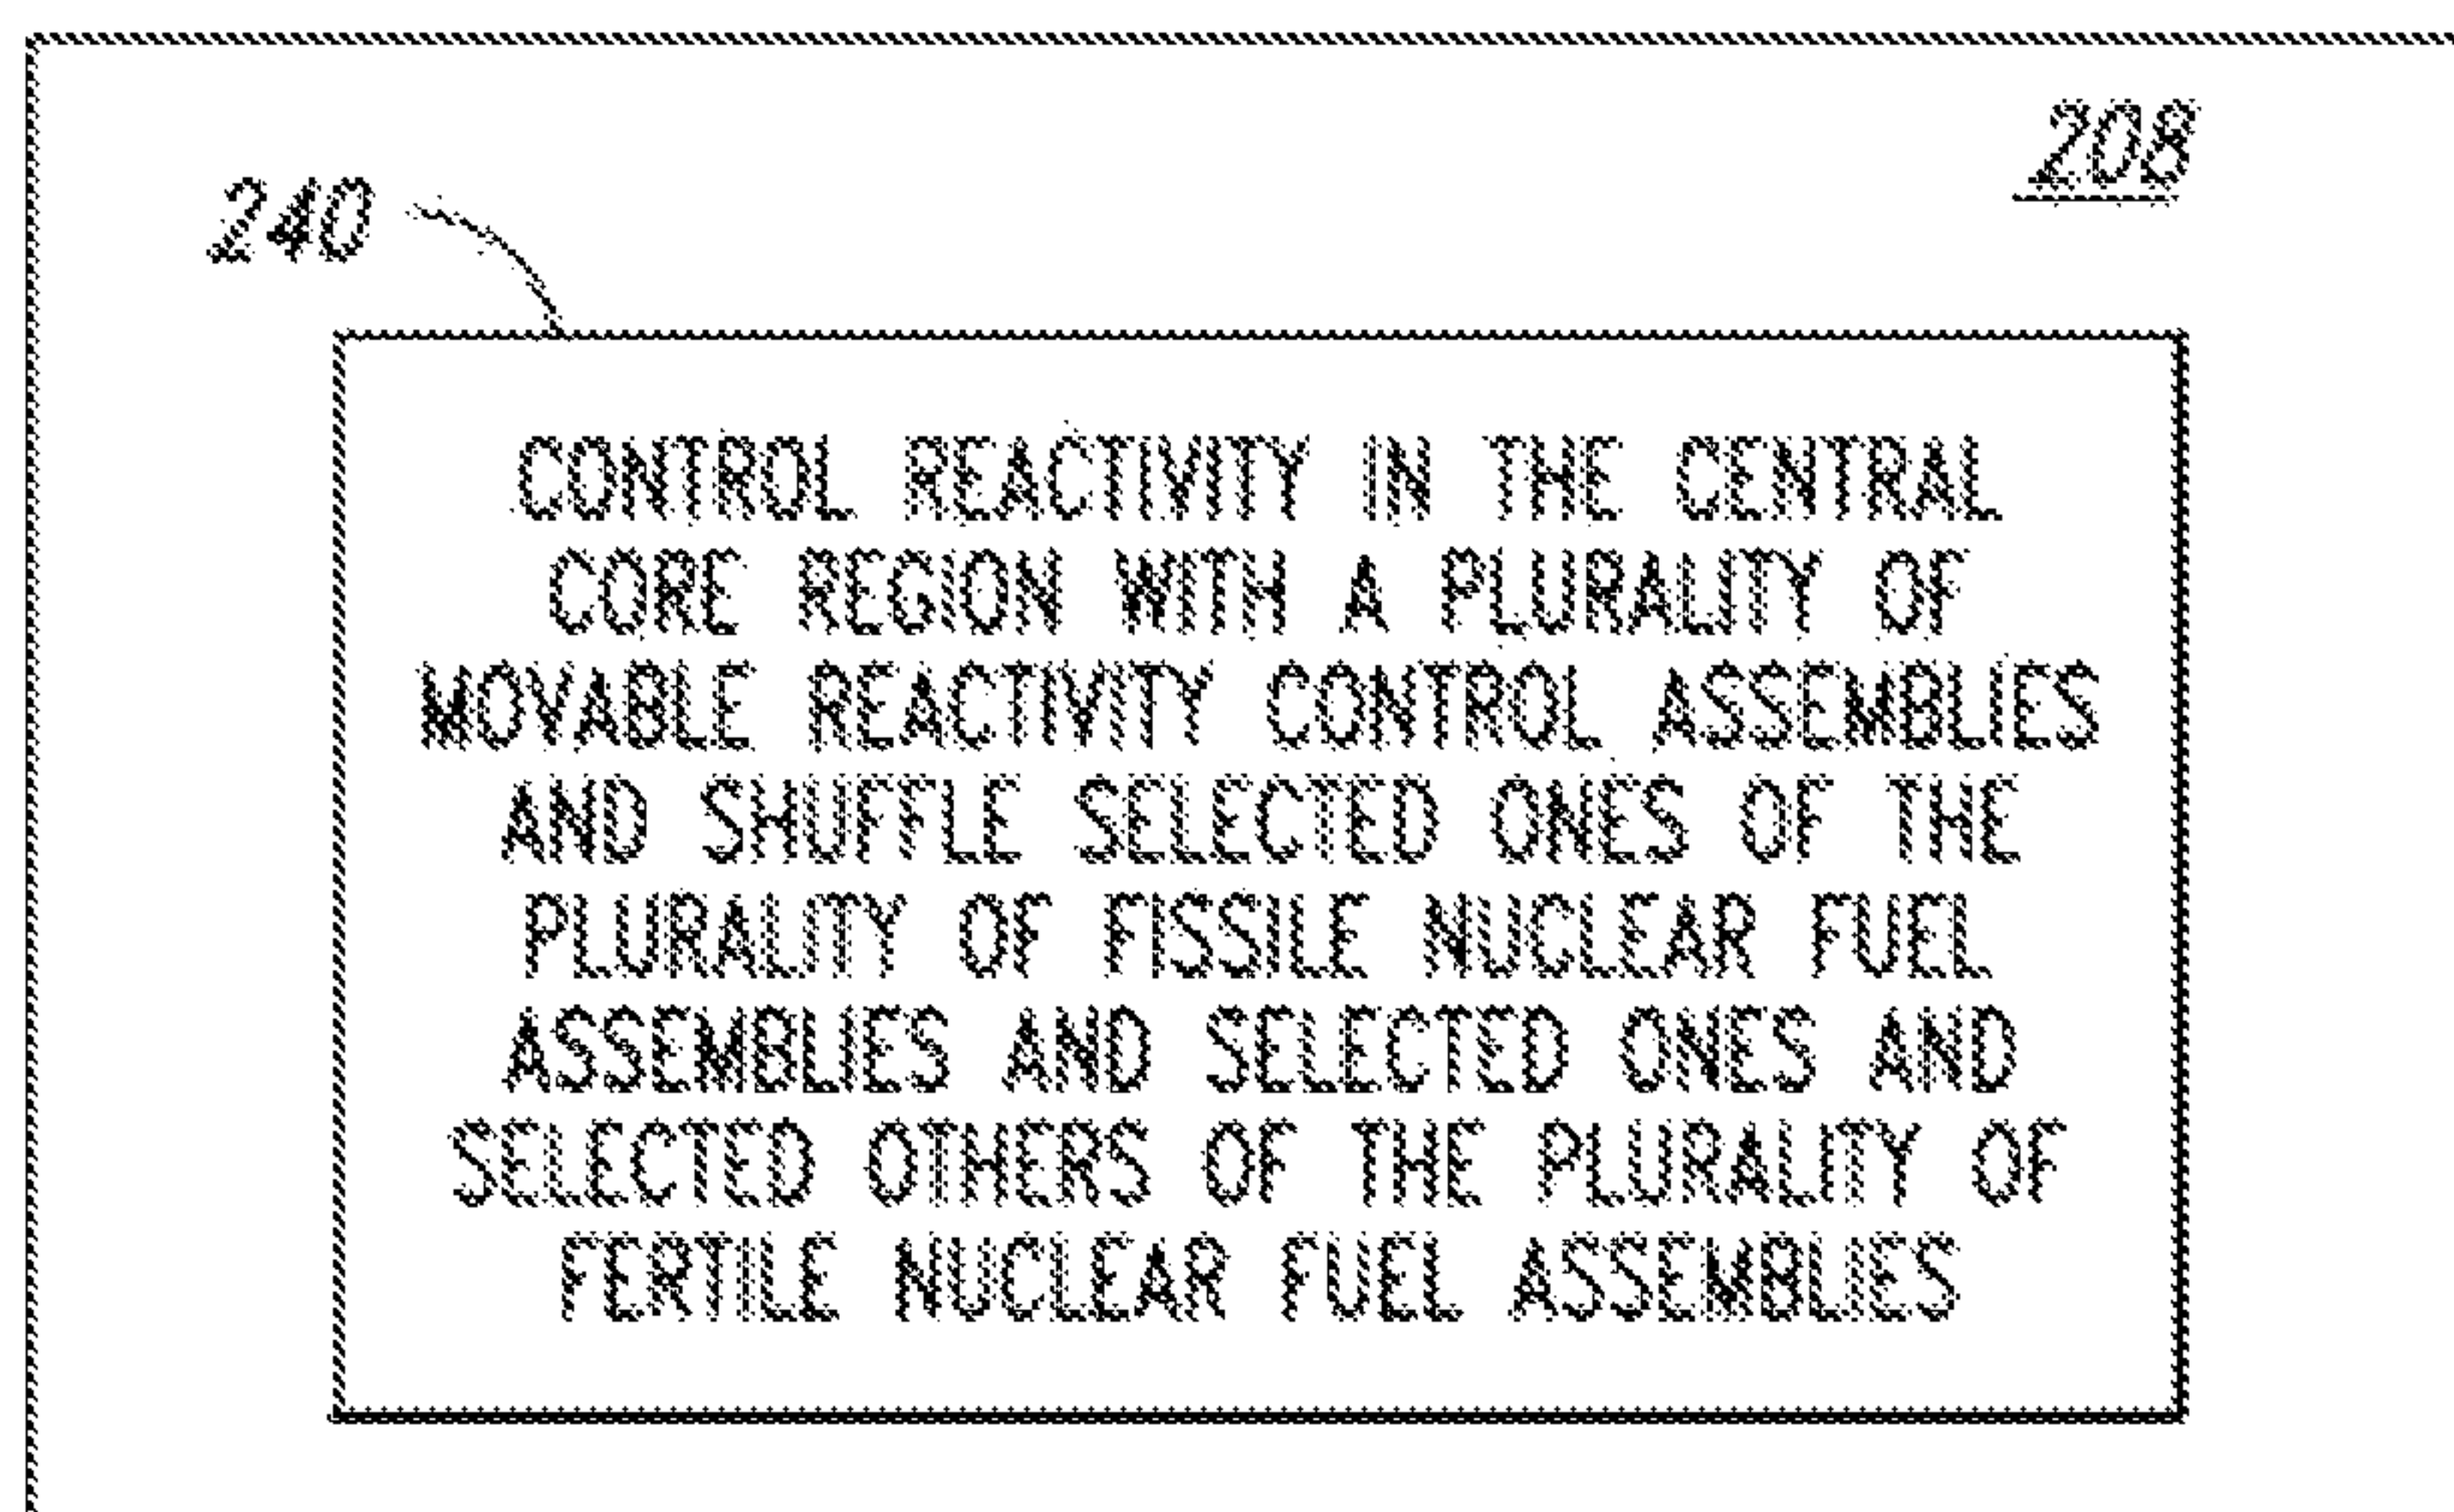 208
240
CONTROL REACTIVITY IN THE CENTRAL
CORE REGION WITH A PLURALITY OF
MOVABLE REACTIVITY CONTROL ASSEMBLIES
AND SHUFFLE SELECTED ONES OF THE
PLURALITY OF FISSILE NUCLEAR FUEL
ASSEMBLIES AND SELECTED ONES AND
SELECTED OTHERS OF THE PLURALITY OF
FERTILE NUCLEAR FUEL ASSEMBLIES